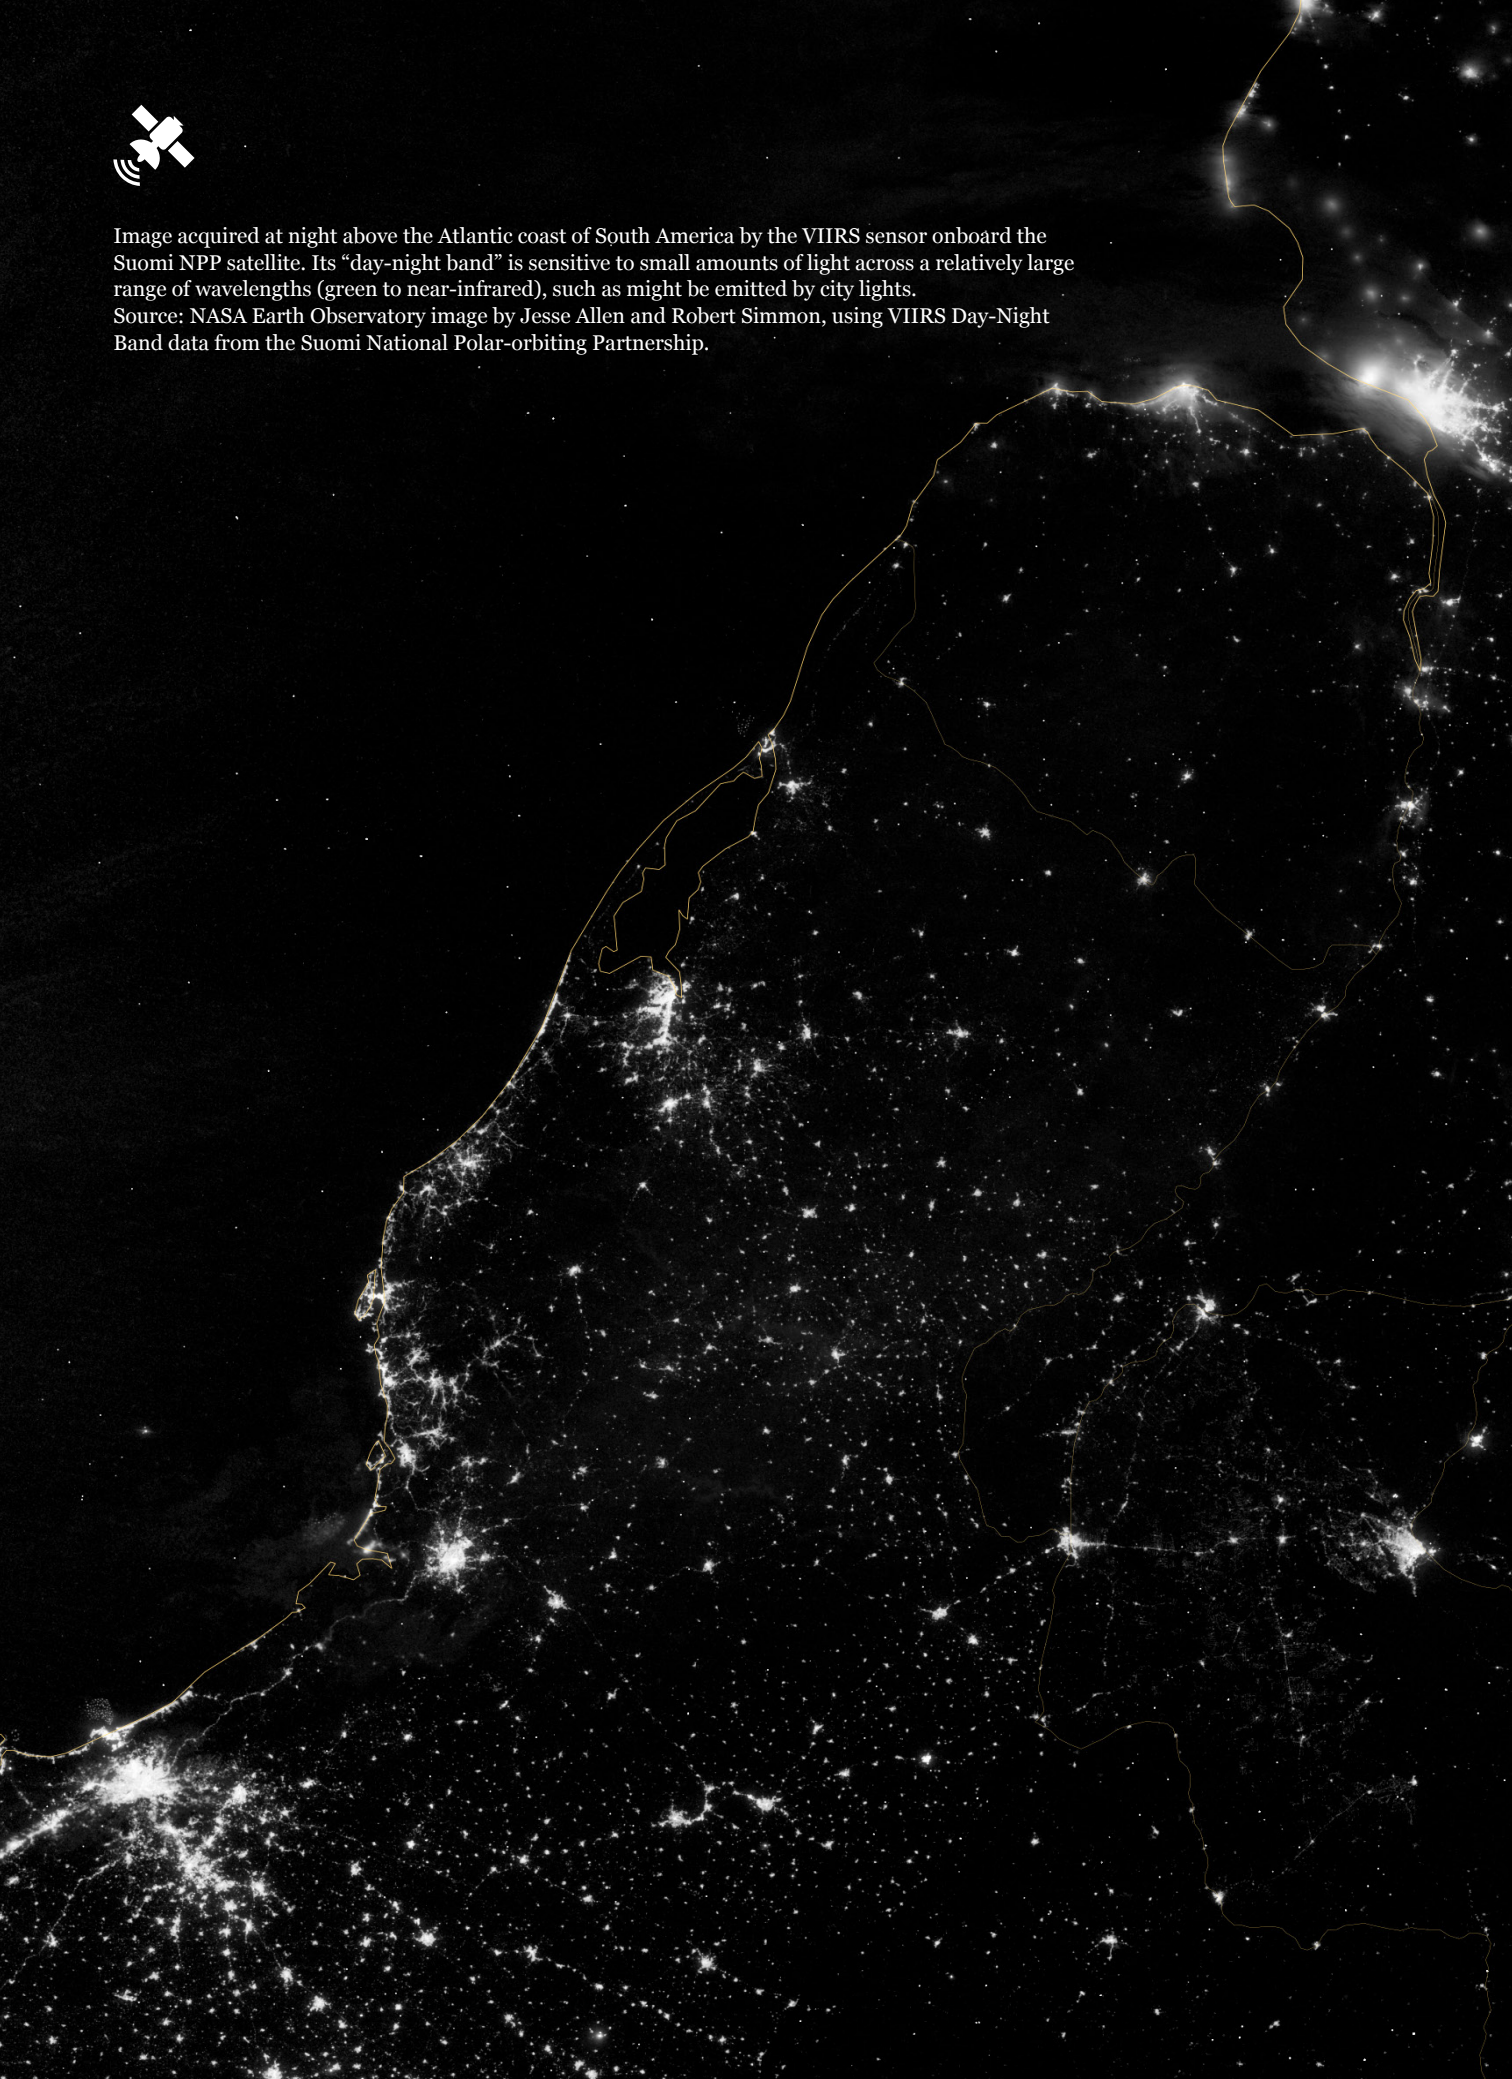 Image acquired at night above the Atlantic coast of South America by the VIIRS sensor onboard the
Suomi NPP satellite. Its “day-night band” is sensitive to small amounts of light across a relatively large
range of wavelengths (green to near-infrared), such as might be emitted by city lights.
Source: NASA Earth Observatory image by Jesse Allen and Robert Simmon, using VIIRS Day-Night
Band data from the Suomi National Polar-orbiting Partnership.